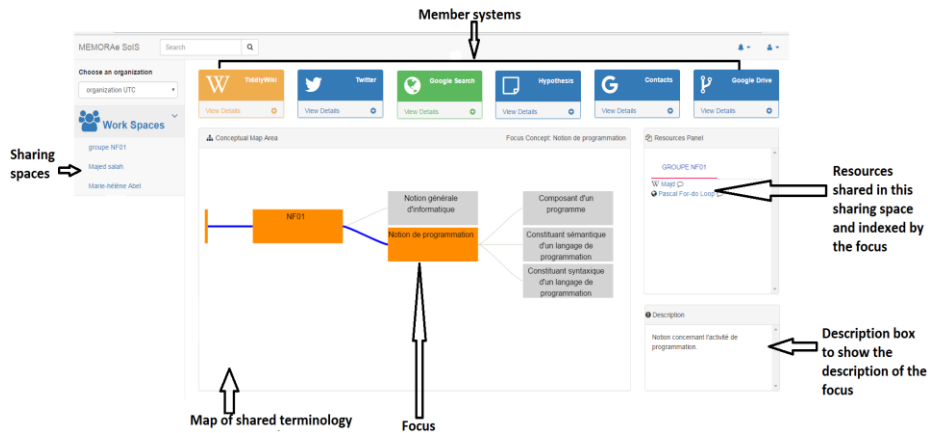 Member systems
MEMORAe SoIS
Search
Choose an organization
organization UTC
Work Spaces
groupe NF01
Majed salah
Marie-hélène Abel
Sharing
spaces
TiddlyWiki
View Details
Twitter
View Details
Google Search
View Details
Hypothesis
View Details
Contacts
View Details
Google Drive
View Details
Conceptual Map Area
Focus Concept: Notion de programmation
NF01
Notion générale
d'informatique
Notion de programmation
Composant d'un
programme
Constituant sémantique
d'un langage de
programmation
Constituant syntaxique
d'un langage de
programmation
Resources Panel
GROUPE NF01
Majd
Pascal For-do Loop
Resources
shared in this
sharing space
and indexed by
the focus
Description
Notion concernant l'activité de
programmation.
Description box
to show the
description of the
focus
Map of shared terminology
Focus